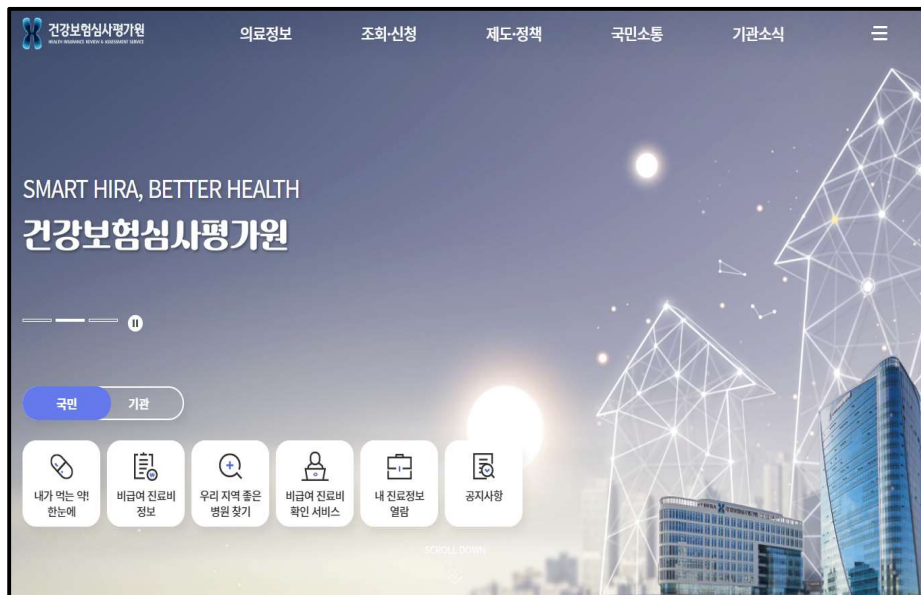 건강보험심사평가원
HEALTH INSURANCE REVIEW & ASSESSMENT SERVICE
의료정보
조회·신청
제도·정책
국민소통
기관소식
SMART HIRA, BETTER HEALTH
건강보험심사평가원
국민
기관
내가 먹는 약!
한눈에
비급여 진료비
정보
우리 지역 좋은
병원 찾기
비급여 진료비
확인 서비스
내 진료정보
열람
공지사항
SCROLL DOWN